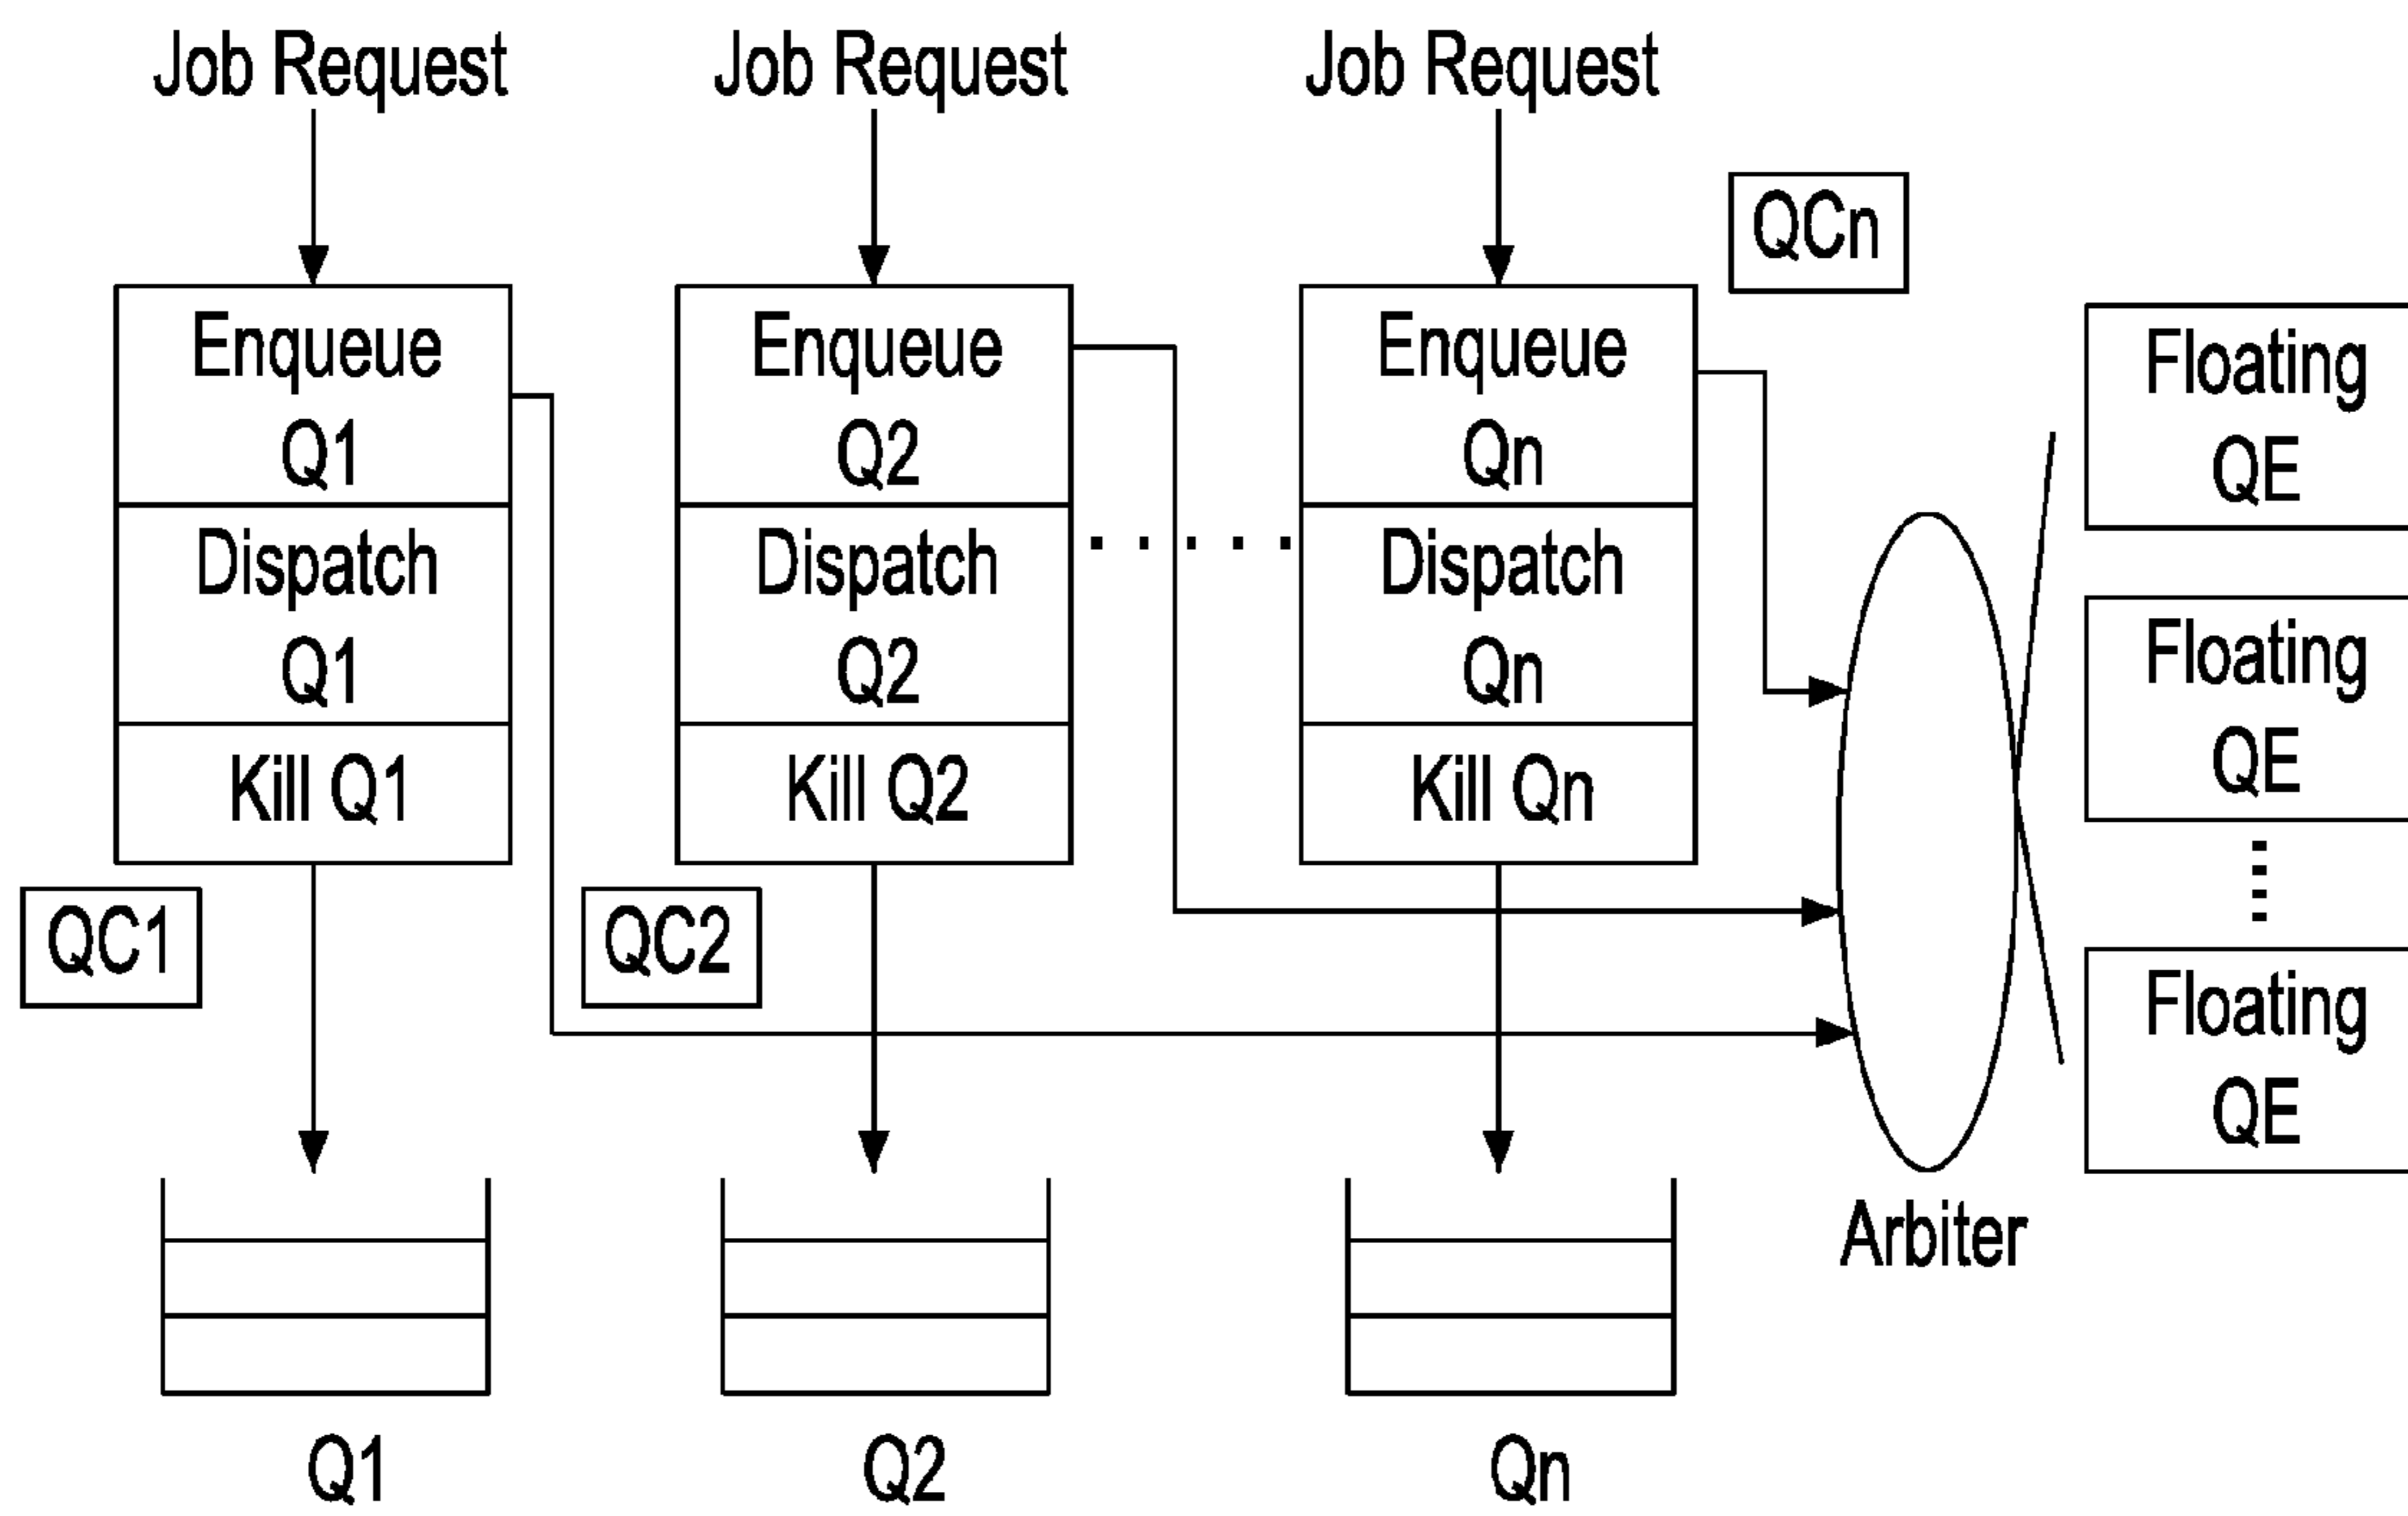 Job Request
Job Request
Job Request
QCn
Enqueue
Q1
Dispatch
Q1
Kill Q1
Enqueue
Q2
Dispatch
Q2
Kill Q2
Enqueue
Qn
Dispatch
Qn
Kill Qn
Floating
QE
Floating
QE
Floating
QE
QC1
QC2
Arbiter
Q1
Q2
Qn